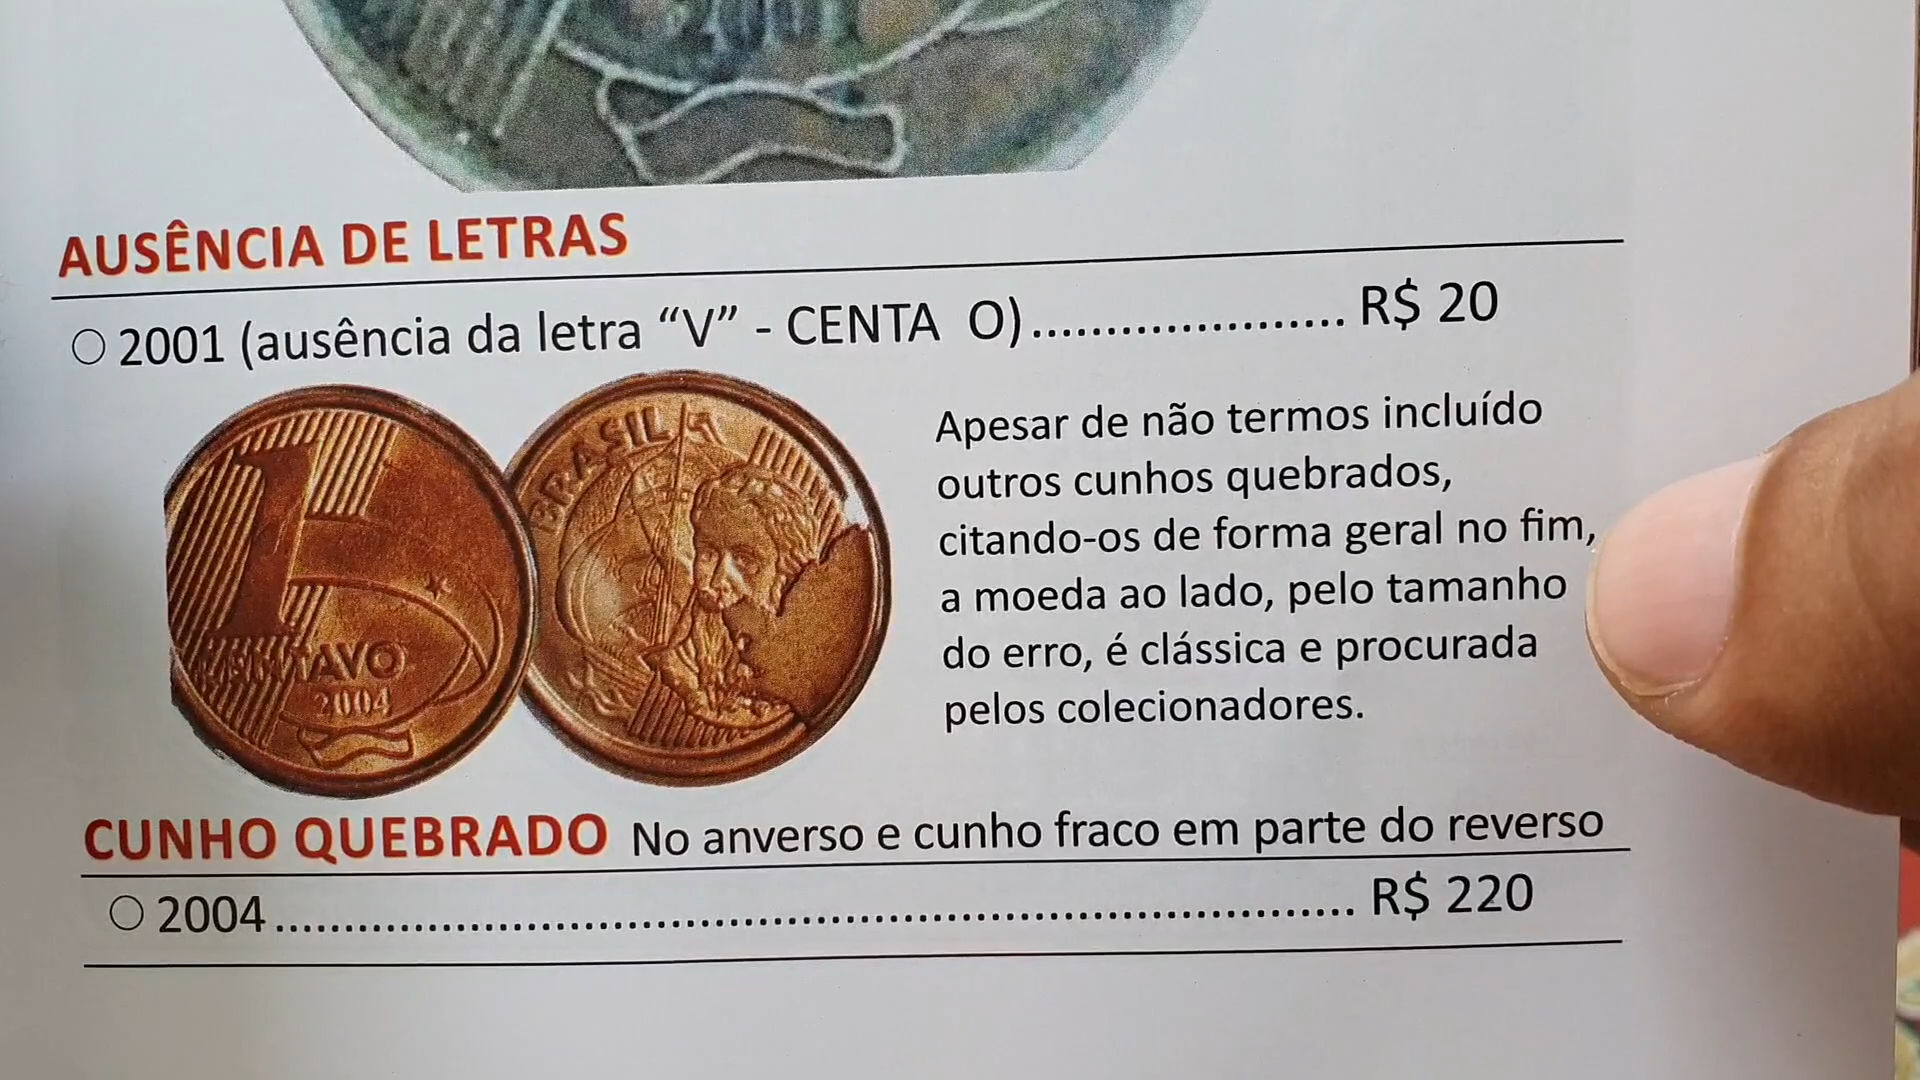 AUSÊNCIA DE LETRAS
2001 (ausência da letra “V” - CENTA  O)..................... R$ 20
Apesar de não termos incluído
outros cunhos quebrados,
citando-os de forma geral no fim,
a moeda ao lado, pelo tamanho
do erro, é clássica e procurada
pelos colecionadores.
BRASIL
1
CENTAVO
2004
CUNHO QUEBRADO No anverso e cunho fraco em parte do reverso
2004........................................................................ R$ 220